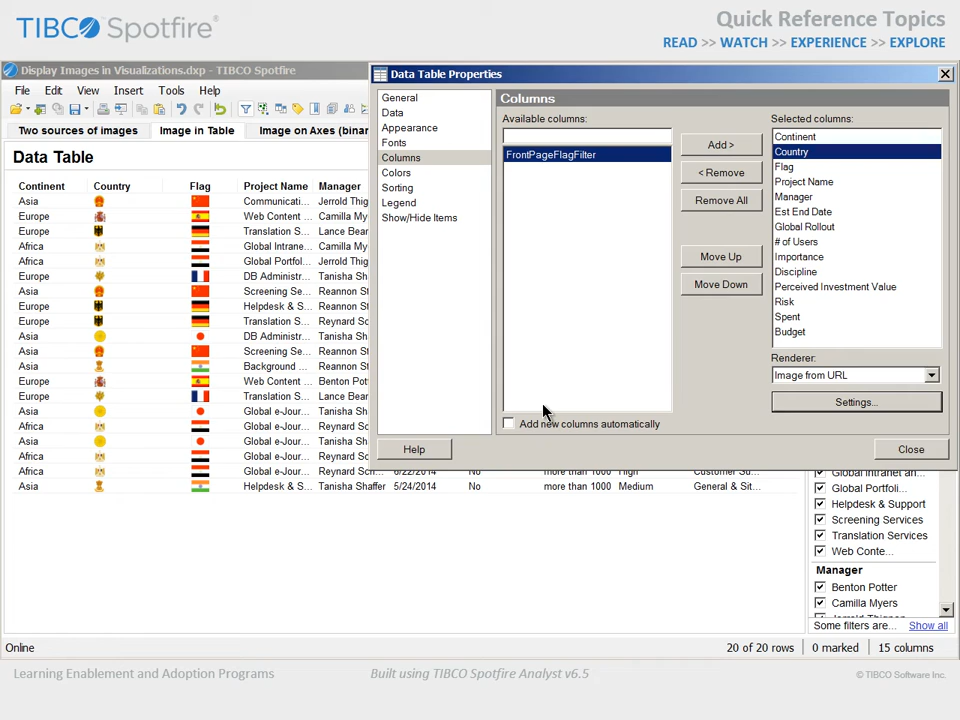 TIBCO Spotfire®
Quick Reference Topics
READ >> WATCH >> EXPERIENCE >> EXPLORE
Display Images in Visualizations.dxp - TIBCO Spotfire
File Edit View Insert Tools Help
Two sources of images Image in Table Image on Axes (binar
Data Table
Continent Country Flag Project Name Manager
Asia Communicati... Jerrold Thig
Europe Web Content ... Camilla My
Europe Translation S... Lance Bear
Africa Global Intrane... Camilla My
Africa Global Portfol... Jerrold Thig
Europe DB Administr... Tanisha Sh
Asia Screening Se... Reannon S
Europe Helpdesk & S... Lance Bear
Europe Translation S... Reynard Sc
Asia DB Administr... Tanisha Sha
Asia Screening Se... Reannon St
Asia Background ... Reannon St
Europe Web Content ... Benton Pot
Europe Translation S... Lance Bear
Asia Global e-Jour... Tanisha Sha
Africa Global e-Jour... Tanisha Sha
Asia Global e-Jour... Tanisha Sha
Africa Global e-Jour... Reynard Sc
Africa Global e-Jour... Reynard Sch... 6/22/2014 No more than 1000 High Customer Su...
Asia Helpdesk & S... Tanisha Shaffer 5/24/2014 No more than 1000 Medium General & Sit...
Data Table Properties
General
Data
Appearance
Fonts
Columns
Colors
Sorting
Legend
Show/Hide Items
Columns
Available columns:
FrontPageFlagFilter
Add >
< Remove
Remove All
Move Up
Move Down
Selected columns:
Continent
Country
Flag
Project Name
Manager
Est End Date
Global Rollout
# of Users
Importance
Discipline
Perceived Investment Value
Risk
Spent
Budget
Renderer:
Image from URL
Settings...
Add new columns automatically
Help
Close
Global Intranet an...
Global Portfoli...
Helpdesk & Support
Screening Services
Translation Services
Web Conte...
Manager
Benton Potter
Camilla Myers
Some filters are... Show all
Online 20 of 20 rows 0 marked 15 columns
Learning Enablement and Adoption Programs Built using TIBCO Spotfire Analyst v6.5 © TIBCO Software Inc.